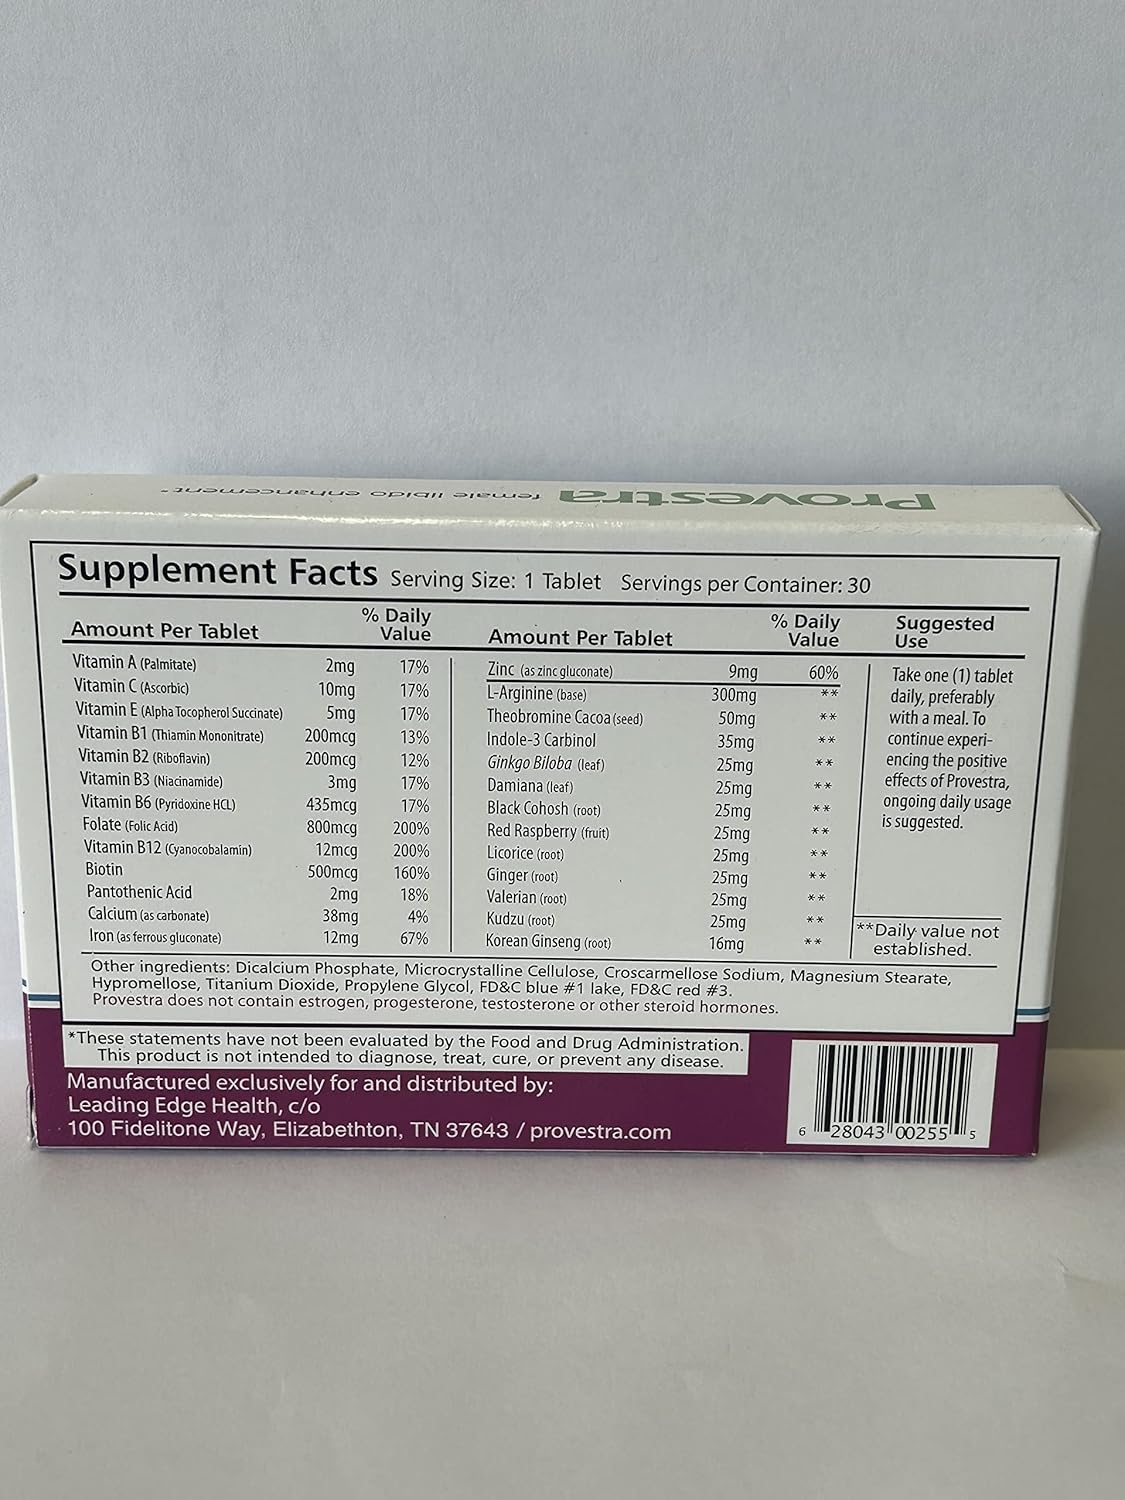 Provestra female libido enhancement*
Supplement Facts Serving Size: 1 Tablet Servings per Container: 30
Amount Per Tablet % Daily Value
Vitamin A (Palmitate) 2mg 17%
Vitamin C (Ascorbic) 10mg 17%
Vitamin E (Alpha Tocopherol Succinate) 5mg 17%
Vitamin B1 (Thiamin Mononitrate) 200mcg 13%
Vitamin B2 (Riboflavin) 200mcg 12%
Vitamin B3 (Niacinamide) 3mg 17%
Vitamin B6 (Pyridoxine HCL) 435mcg 17%
Folate (Folic Acid) 800mcg 200%
Vitamin B12 (Cyanocobalamin) 12mcg 200%
Biotin 500mcg 160%
Pantothenic Acid 2mg 18%
Calcium (as carbonate) 38mg 4%
Iron (as ferrous gluconate) 12mg 67%
Amount Per Tablet % Daily Value
Zinc (as zinc gluconate) 9mg 60%
L-Arginine (base) 300mg **
Theobromine Cacoa (seed) 50mg **
Indole-3 Carbinol 35mg **
Ginkgo Biloba (leaf) 25mg **
Damiana (leaf) 25mg **
Black Cohosh (root) 25mg **
Red Raspberry (fruit) 25mg **
Licorice (root) 25mg **
Ginger (root) 25mg **
Valerian (root) 25mg **
Kudzu (root) 25mg **
Korean Ginseng (root) 16mg **
Suggested
Use
Take one (1) tablet
daily, preferably
with a meal. To
continue experi-
encing the positive
effects of Provestra,
ongoing daily usage
is suggested.
**Daily value not
established.
Other ingredients: Dicalcium Phosphate, Microcrystalline Cellulose, Croscarmellose Sodium, Magnesium Stearate,
Hypromellose, Titanium Dioxide, Propylene Glycol, FD&C blue #1 lake, FD&C red #3.
Provestra does not contain estrogen, progesterone, testosterone or other steroid hormones.
*These statements have not been evaluated by the Food and Drug Administration.
This product is not intended to diagnose, treat, cure, or prevent any disease.
Manufactured exclusively for and distributed by:
Leading Edge Health, c/o
100 Fidelitone Way, Elizabethton, TN 37643 / provestra.com
6 28043 00255 5